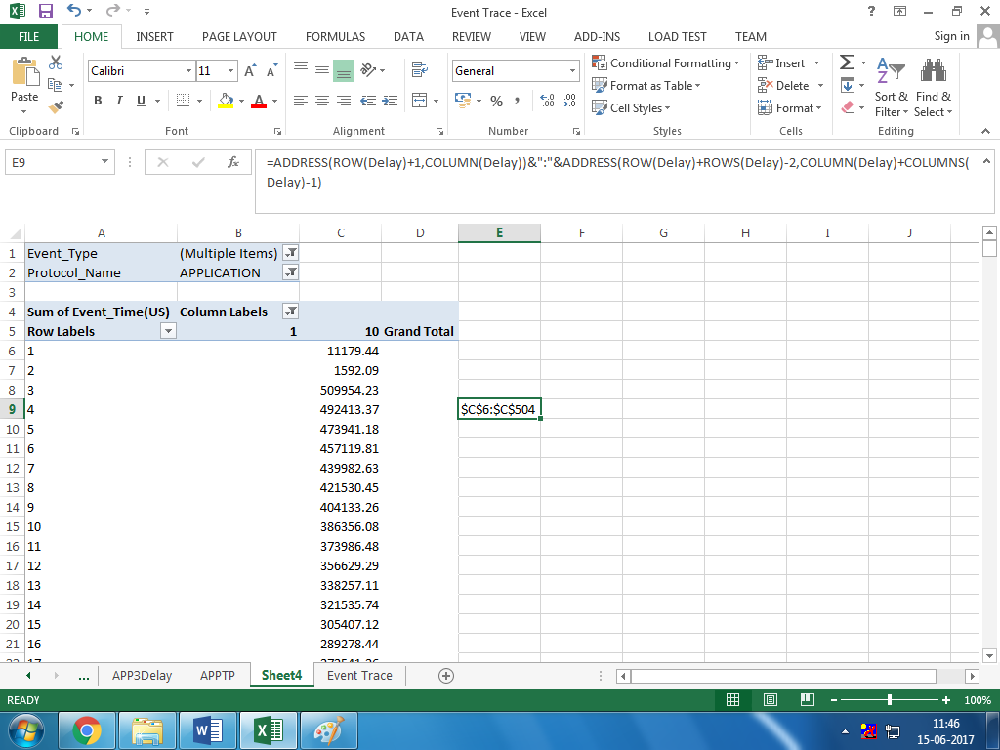 Event Trace - Excel
FILE HOME INSERT PAGE LAYOUT FORMULAS DATA REVIEW VIEW ADD-INS LOAD TEST TEAM Sign in
Calibri 11 General Conditional Formatting Insert
Paste B I U % Format as Table Delete Sort & Find &
Cell Styles Format Filter Select
Clipboard Font Alignment Number Styles Cells Editing
E9 fx =ADDRESS(ROW(Delay)+1,COLUMN(Delay))&":"&ADDRESS(ROW(Delay)+ROWS(Delay)-2,COLUMN(Delay)+COLUMNS(
Delay)-1)
A B C D E F G H I J
1 Event_Type (Multiple Items)
2 Protocol_Name APPLICATION
3
4 Sum of Event_Time(US) Column Labels
5 Row Labels 1 10 Grand Total
6 1 11179.44
7 2 1592.09
8 3 509954.23
9 4 492413.37 $C$6:$C$504
10 5 473941.18
11 6 457119.81
12 7 439982.63
13 8 421530.45
14 9 404133.26
15 10 386356.08
16 11 373986.48
17 12 356629.29
18 13 338257.11
19 14 321535.74
20 15 305407.12
21 16 289278.44
... APP3Delay APPTP Sheet4 Event Trace
READY 100%
11:46
15-06-2017